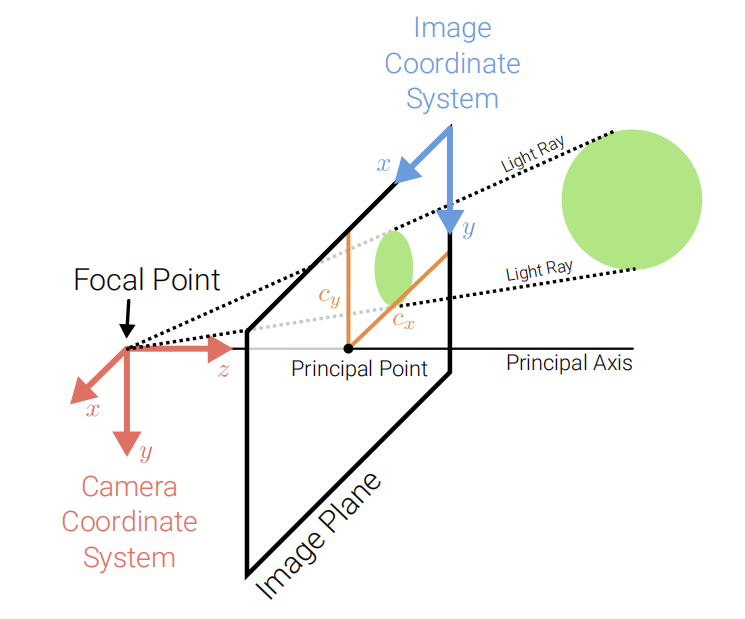 Image
Coordinate
System
x
Light Ray
y
Focal Point
Light Ray
c_y
c_x
z
Principal Point
Principal Axis
x
y
Camera
Coordinate
System
Image Plane